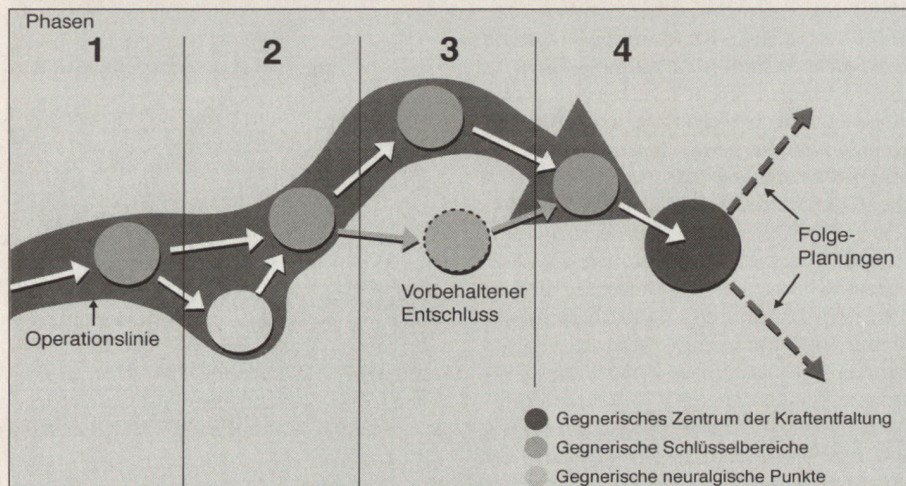 Phasen
1
2
3
4
Folge-
Planungen
Vorbehaltener
Entschluss
Operationslinie
Gegnerisches Zentrum der Kraftentfaltung
Gegnerische Schlüsselbereiche
Gegnerische neuralgische Punkte